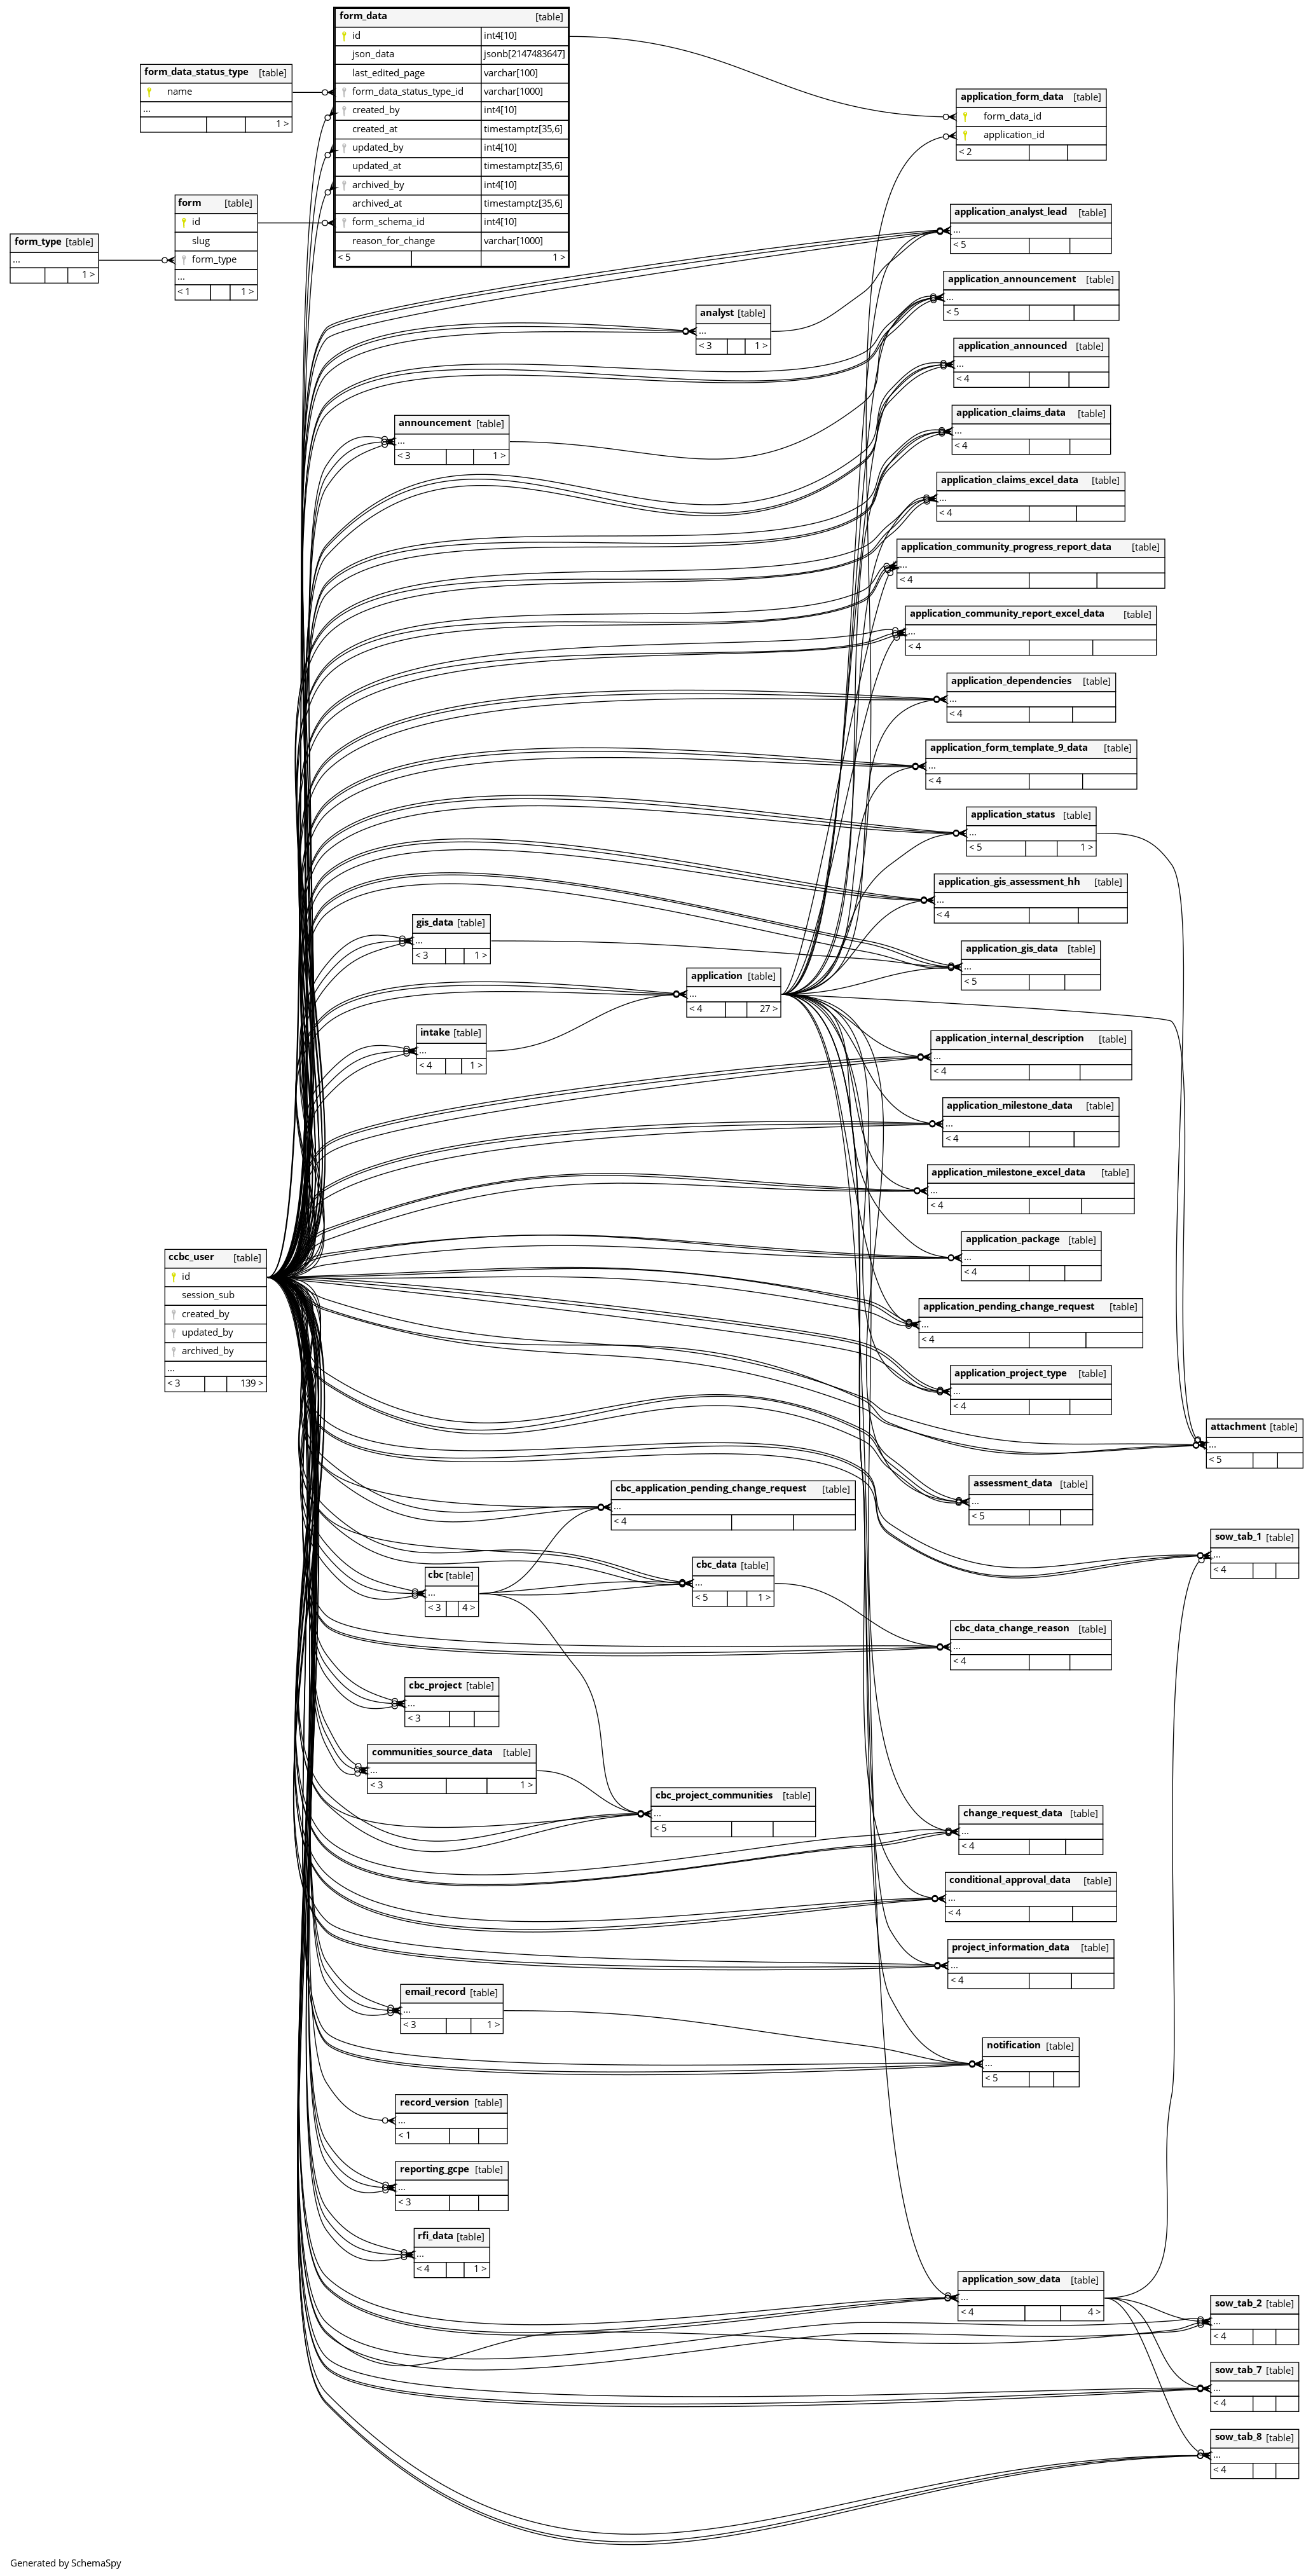 form_data [table]
id int4[10]
json_data jsonb[2147483647]
last_edited_page varchar[100]
form_data_status_type_id varchar[1000]
created_by int4[10]
created_at timestamptz[35,6]
updated_by int4[10]
updated_at timestamptz[35,6]
archived_by int4[10]
archived_at timestamptz[35,6]
form_schema_id int4[10]
reason_for_change varchar[1000]
< 5 1 >
form_data_status_type [table]
name
...
1 >
application_form_data [table]
form_data_id
application_id
< 2
form [table]
id
slug
form_type
...
< 1 1 >
form_type [table]
...
1 >
application_analyst_lead [table]
...
< 5
application_announcement [table]
...
< 5
analyst [table]
...
< 3 1 >
application_announced [table]
...
< 4
application_claims_data [table]
...
< 4
announcement [table]
...
< 3 1 >
application_claims_excel_data [table]
...
< 4
application_community_progress_report_data [table]
...
< 4
application_community_report_excel_data [table]
...
< 4
application_dependencies [table]
...
< 4
application_form_template_9_data [table]
...
< 4
application_status [table]
...
< 5 1 >
application_gis_assessment_hh [table]
...
< 4
gis_data [table]
...
< 3 1 >
application_gis_data [table]
...
< 5
application [table]
...
< 4 27 >
intake [table]
...
< 4 1 >
application_internal_description [table]
...
< 4
application_milestone_data [table]
...
< 4
application_milestone_excel_data [table]
...
< 4
application_package [table]
...
< 4
ccbc_user [table]
id
session_sub
created_by
updated_by
archived_by
...
< 3 139 >
application_pending_change_request [table]
...
< 4
application_project_type [table]
...
< 4
attachment [table]
...
< 5
assessment_data [table]
...
< 5
cbc_application_pending_change_request [table]
...
< 4
sow_tab_1 [table]
...
< 4
cbc_data [table]
...
< 5 1 >
cbc [table]
...
< 3 4 >
cbc_data_change_reason [table]
...
< 4
cbc_project [table]
...
< 3
communities_source_data [table]
...
< 3 1 >
cbc_project_communities [table]
...
< 5
change_request_data [table]
...
< 4
conditional_approval_data [table]
...
< 4
project_information_data [table]
...
< 4
email_record [table]
...
< 3 1 >
notification [table]
...
< 5
record_version [table]
...
< 1
reporting_gcpe [table]
...
< 3
rfi_data [table]
...
< 4 1 >
application_sow_data [table]
...
< 4 4 >
sow_tab_2 [table]
...
< 4
sow_tab_7 [table]
...
< 4
sow_tab_8 [table]
...
< 4
Generated by SchemaSpy